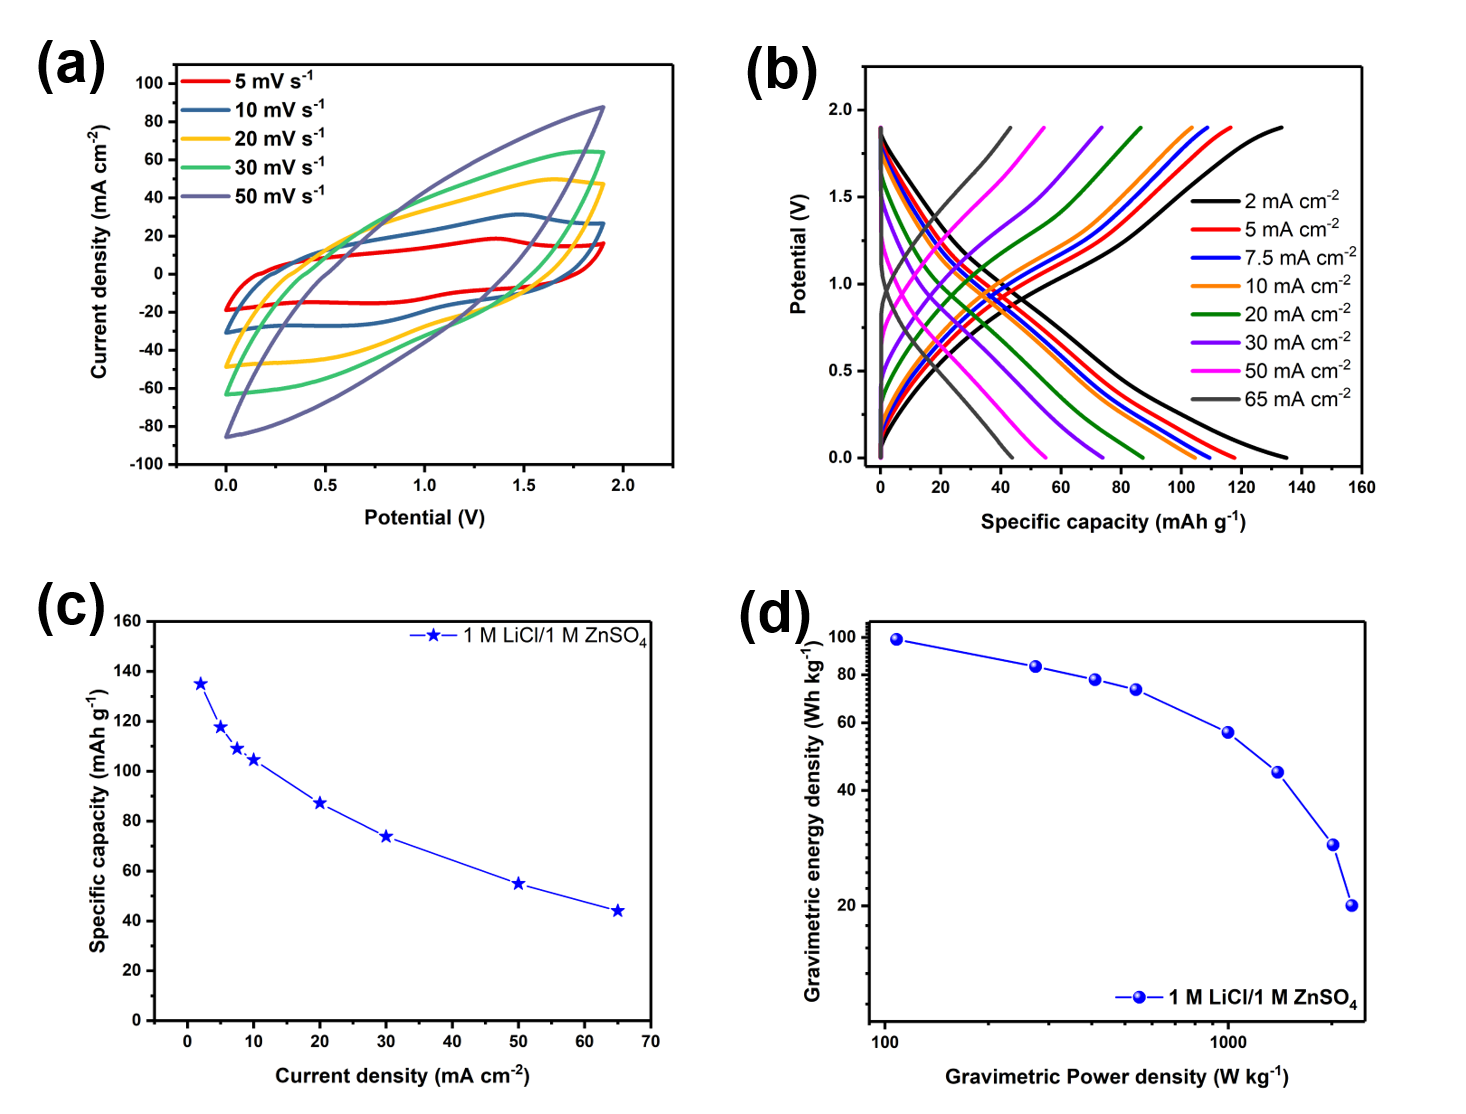 (a)
5 mV s⁻¹
10 mV s⁻¹
20 mV s⁻¹
30 mV s⁻¹
50 mV s⁻¹
100
80
60
40
20
0
-20
-40
-60
-80
-100
0.0 0.5 1.0 1.5 2.0
Current density (mA cm⁻²)
Potential (V)
(b)
2.0
1.5
1.0
0.5
0.0
2 mA cm⁻²
5 mA cm⁻²
7.5 mA cm⁻²
10 mA cm⁻²
20 mA cm⁻²
30 mA cm⁻²
50 mA cm⁻²
65 mA cm⁻²
0 20 40 60 80 100 120 140 160
Potential (V)
Specific capacity (mAh g⁻¹)
(c)
1 M LiCl/1 M ZnSO₄
160
140
120
100
80
60
40
20
0
0 10 20 30 40 50 60 70
Specific capacity (mAh g⁻¹)
Current density (mA cm⁻²)
(d)
100
80
60
40
20
1 M LiCl/1 M ZnSO₄
100 1000
Gravimetric energy density (Wh kg⁻¹)
Gravimetric Power density (W kg⁻¹)